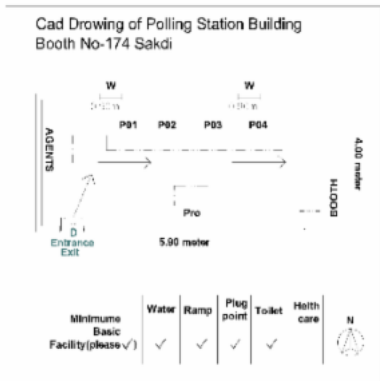 Cad Drowing of Polling Station Building
Booth No-174 Sakdi
W W
P01 P02 P03 P04
AGENTS
4.00 meter
BOOTH
Pro
D
Entrance
Exit
5.90 meter
Minimume
Basic
Facility(please ✓)
Water Ramp Plug point Toilet Helth care
✓ ✓ ✓ ✓
N